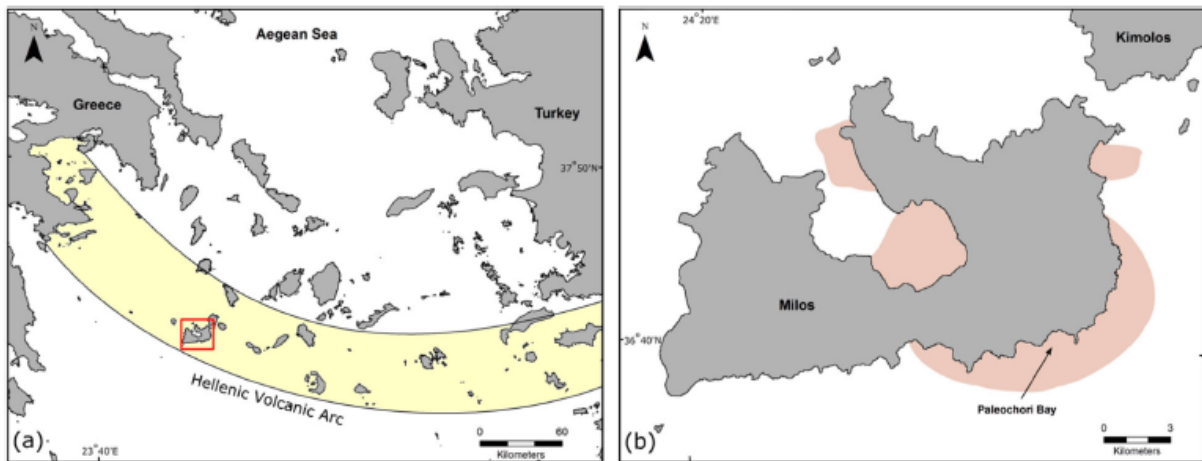 N
Aegean Sea
Greece
Turkey
37°50'N
Hellenic Volcanic Arc
(a)
23°40'E
0 60
Kilometers
24°20'E
N
Kimolos
Milos
36°40'N
Paleochori Bay
(b)
0 3
Kilometers